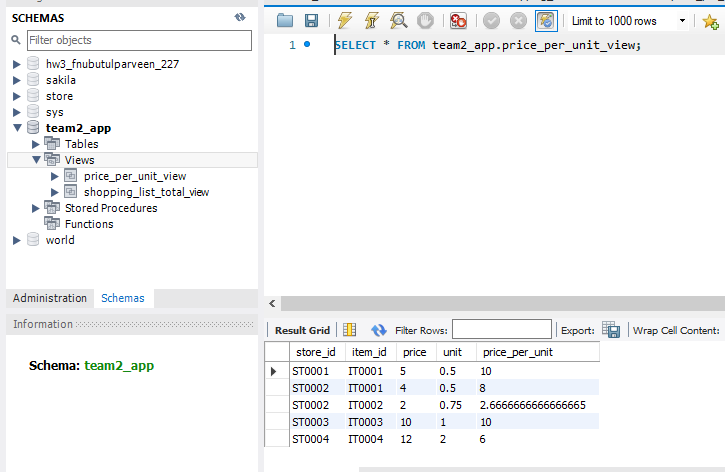 SCHEMAS
Filter objects
hw3_fnubutulparveen_227
sakila
store
sys
team2_app
Tables
Views
price_per_unit_view
shopping_list_total_view
Stored Procedures
Functions
world
Administration Schemas
Information
Schema: team2_app
Limit to 1000 rows
1 SELECT * FROM team2_app.price_per_unit_view;
Result Grid Filter Rows: Export: Wrap Cell Content:
store_id item_id price unit price_per_unit
ST0001 IT0001 5 0.5 10
ST0002 IT0001 4 0.5 8
ST0002 IT0002 2 0.75 2.6666666666666665
ST0003 IT0003 10 1 10
ST0004 IT0004 12 2 6